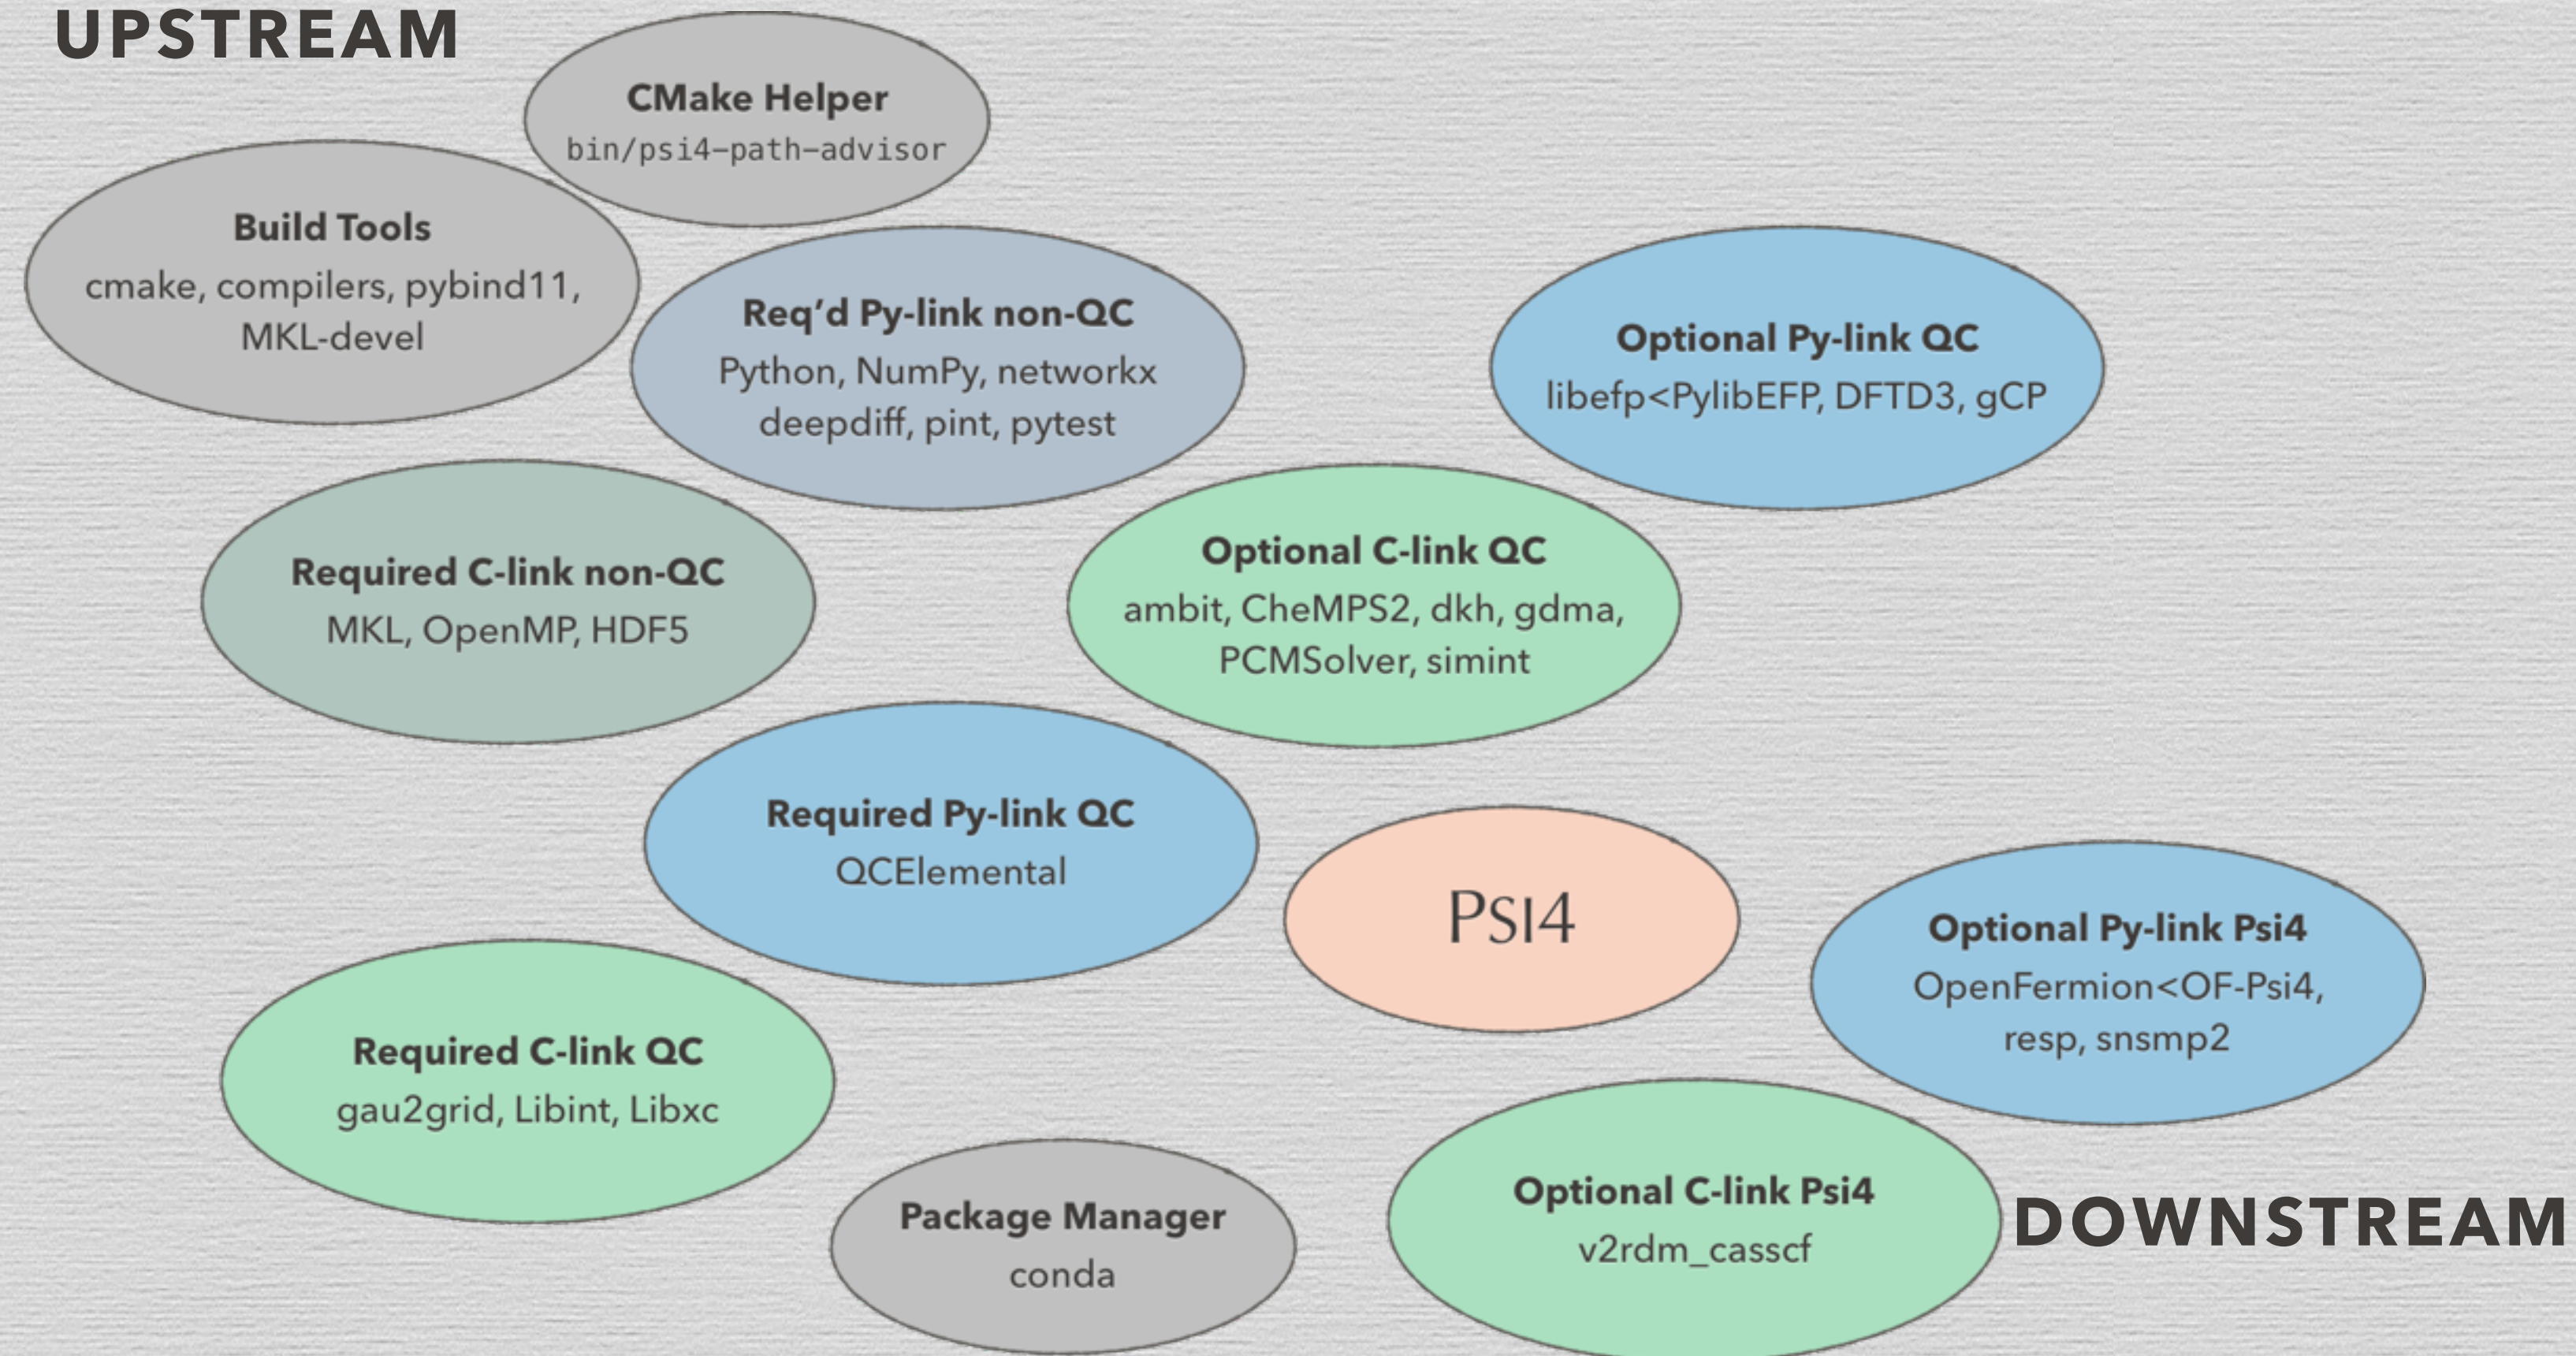 UPSTREAM
CMake Helper
bin/psi4-path-advisor
Build Tools
cmake, compilers, pybind11,
MKL-devel
Req’d Py-link non-QC
Python, NumPy, networkx
deepdiff, pint, pytest
Optional Py-link QC
libefp<PylibEFP, DFTD3, gCP
Required C-link non-QC
MKL, OpenMP, HDF5
Optional C-link QC
ambit, CheMPS2, dkh, gdma,
PCMSolver, simint
Required Py-link QC
QCElemental
PSI4
Optional Py-link Psi4
OpenFermion<OF-Psi4,
resp, snsmp2
Required C-link QC
gau2grid, Libint, Libxc
Package Manager
conda
Optional C-link Psi4
v2rdm_casscf
DOWNSTREAM